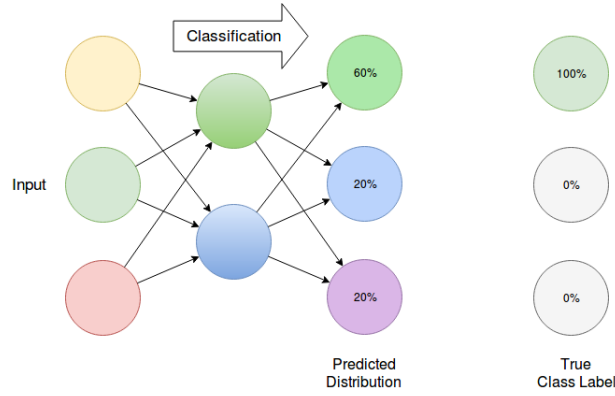 Classification
60%
100%
Input
20%
0%
20%
0%
Predicted
Distribution
True
Class Label